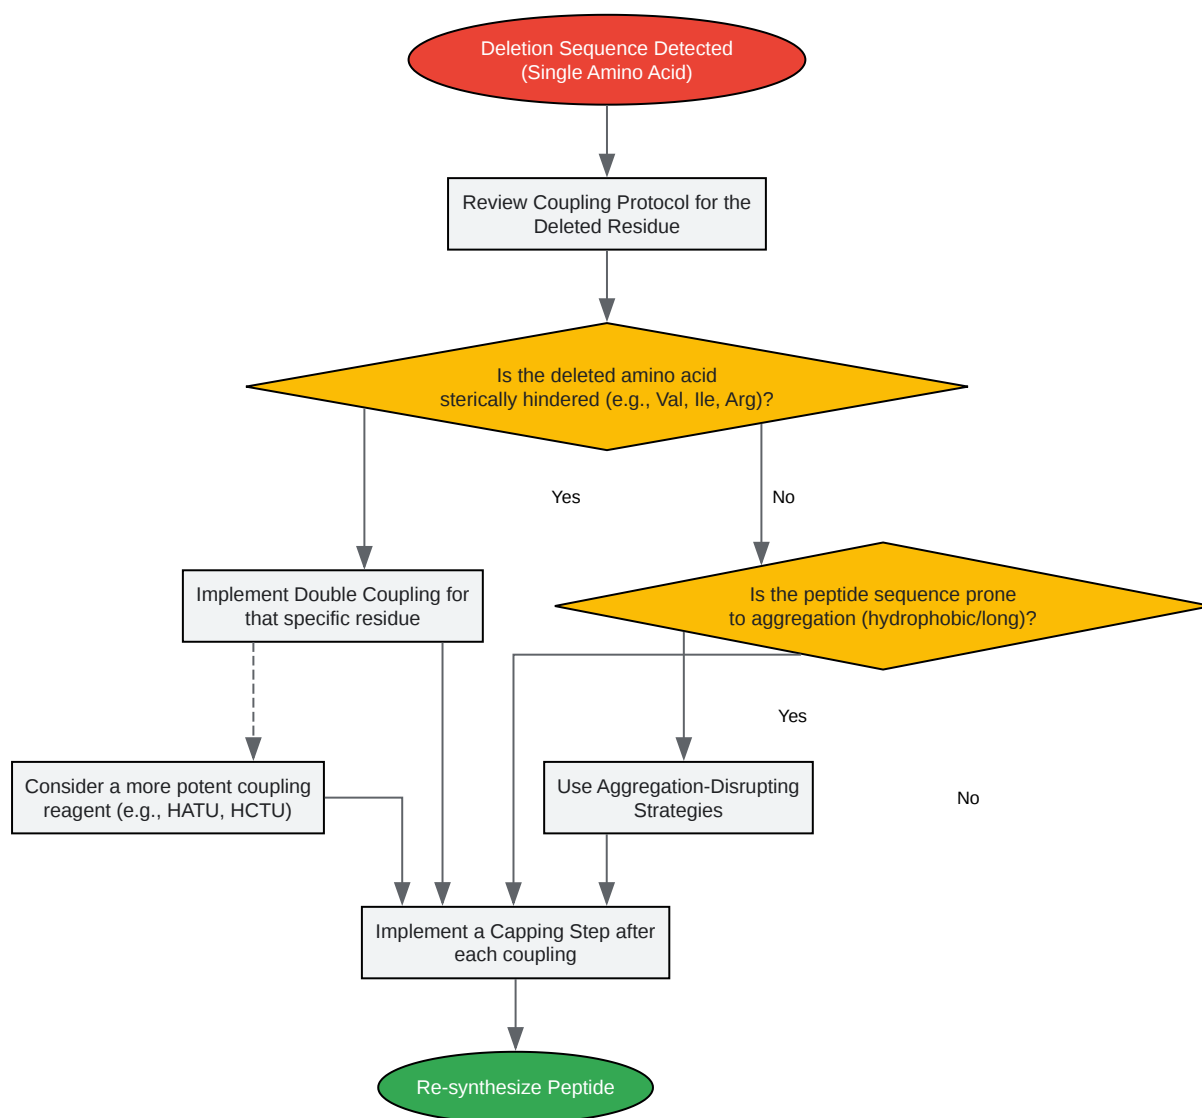 Deletion Sequence Detected
(Single Amino Acid)
Review Coupling Protocol for the
Deleted Residue
Is the deleted amino acid
sterically hindered (e.g., Val, Ile, Arg)?
Yes
No
Implement Double Coupling for
that specific residue
Is the peptide sequence prone
to aggregation (hydrophobic/long)?
Yes
Consider a more potent coupling
reagent (e.g., HATU, HCTU)
Use Aggregation-Disrupting
Strategies
No
Implement a Capping Step after
each coupling
Re-synthesize Peptide